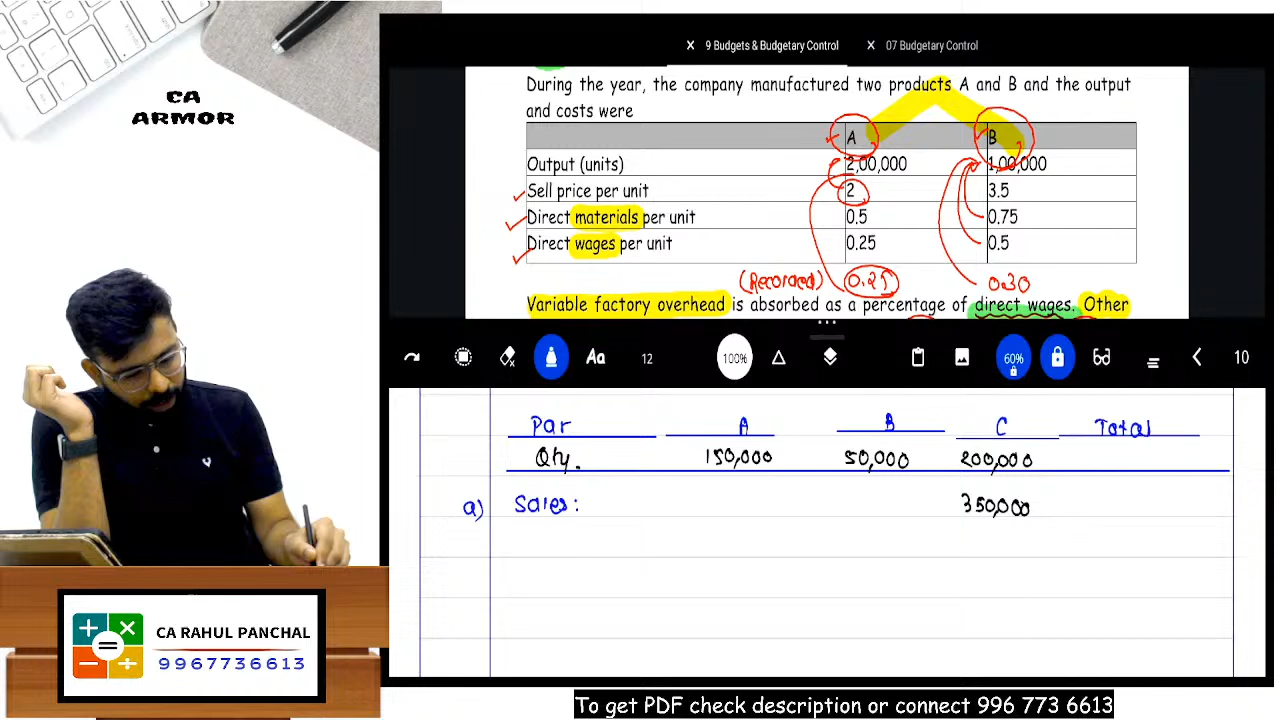 CA
ARMOR
9 Budgets & Budgetary Control
07 Budgetary Control
During the year, the company manufactured two products A and B and the output
and costs were
A B
Output (units) 2,00,000 1,00,000
Sell price per unit 2 3.5
Direct materials per unit 0.5 0.75
Direct wages per unit 0.25 0.5
(Recorded) 0.25 0.30
Variable factory overhead is absorbed as a percentage of direct wages. Other
Aa 12 100% 60% 10
Par A B C Total
Qty. 150,000 50,000 200,000
a) Sales: 350,000
CA RAHUL PANCHAL
9967736613
To get PDF check description or connect 996 773 6613